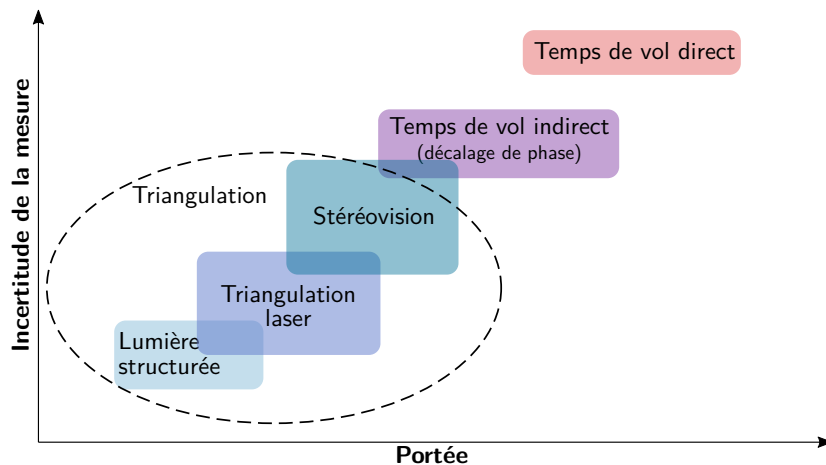 Temps de vol direct
Temps de vol indirect
(décalage de phase)
Triangulation
Stéréovision
Triangulation
laser
Lumière
structurée
Incertitude de la mesure
Portée